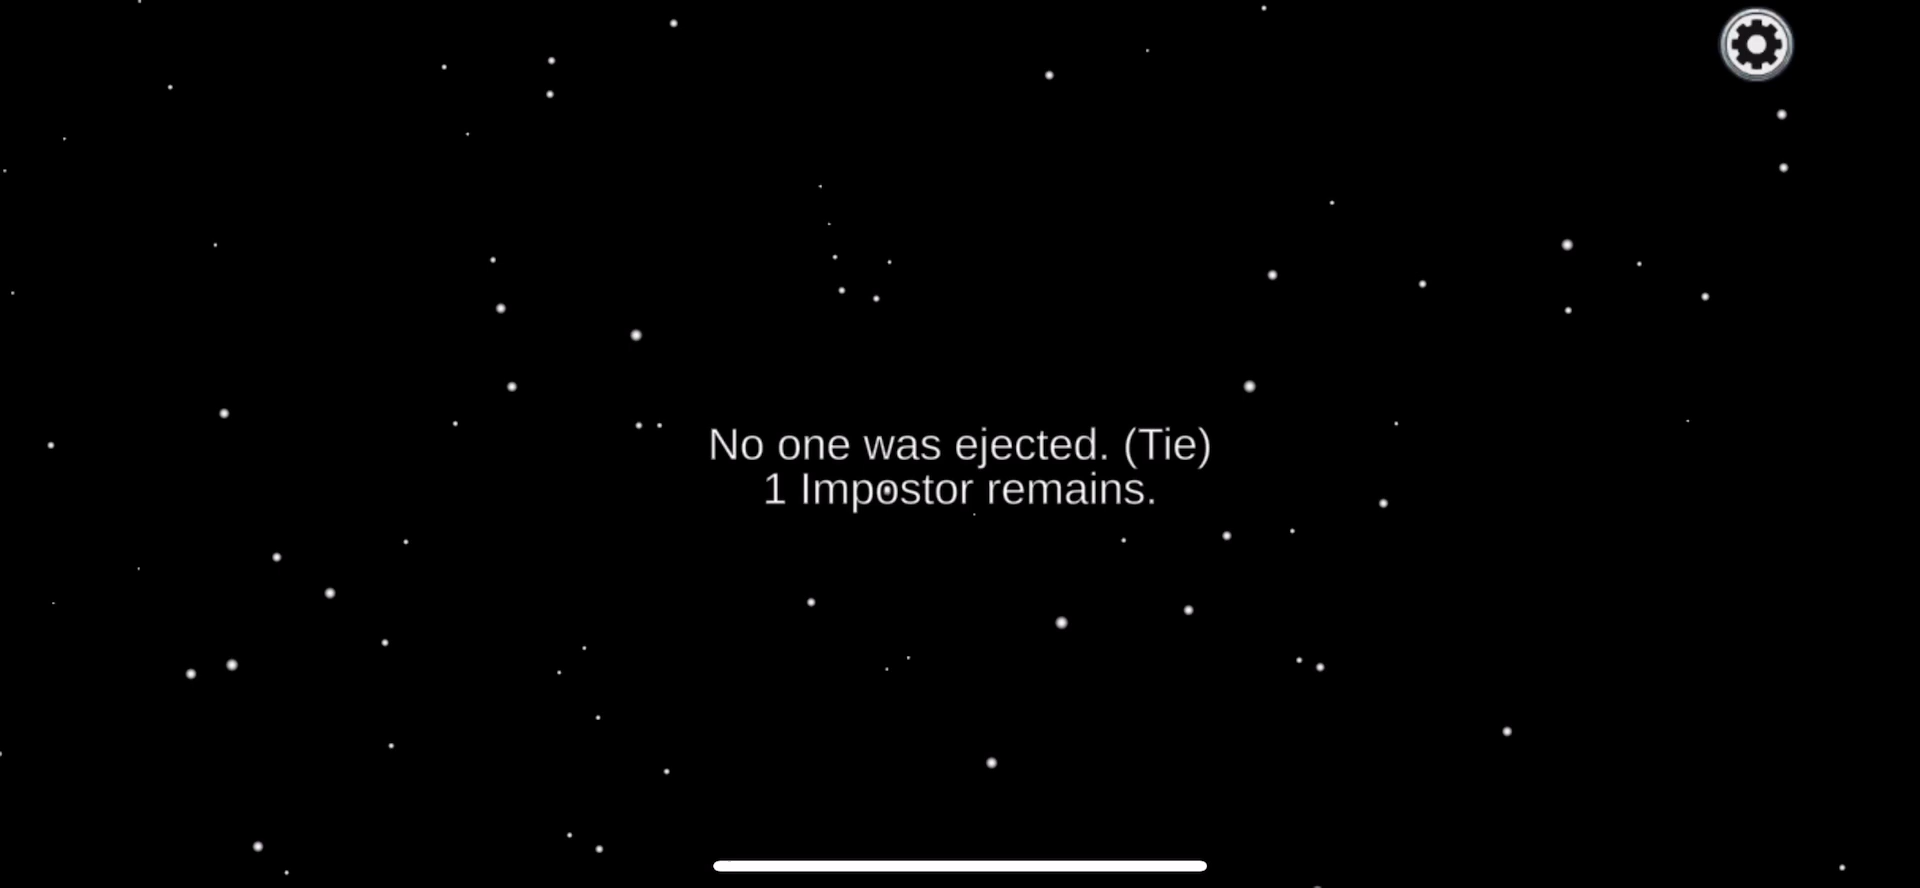 No one was ejected. (Tie)
1 Impostor remains.